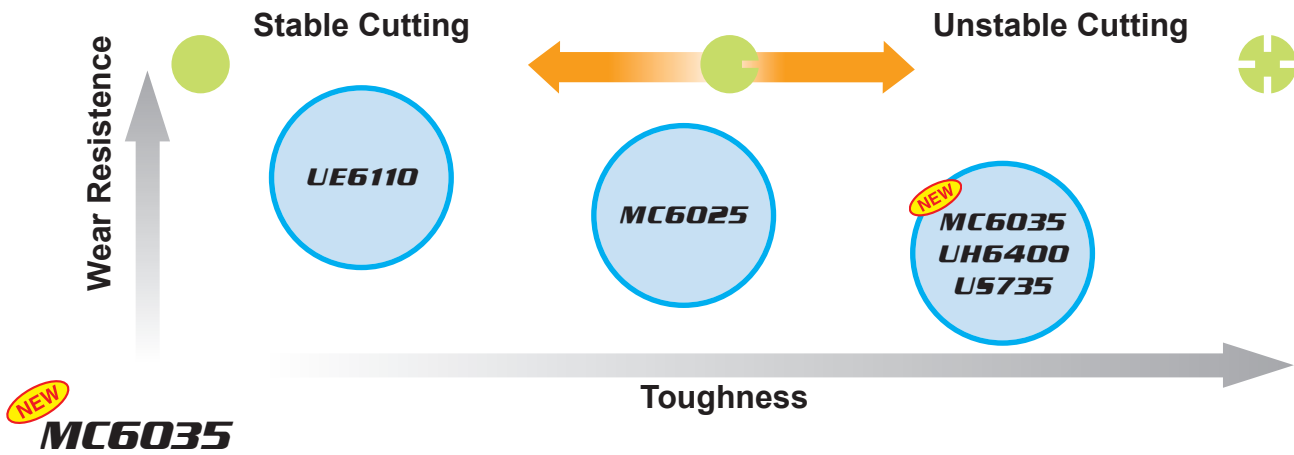 Stable Cutting
Unstable Cutting
Wear Resistence
UE6110
MC6025
NEW
MC6035
UH6400
US735
Toughness
NEW
MC6035